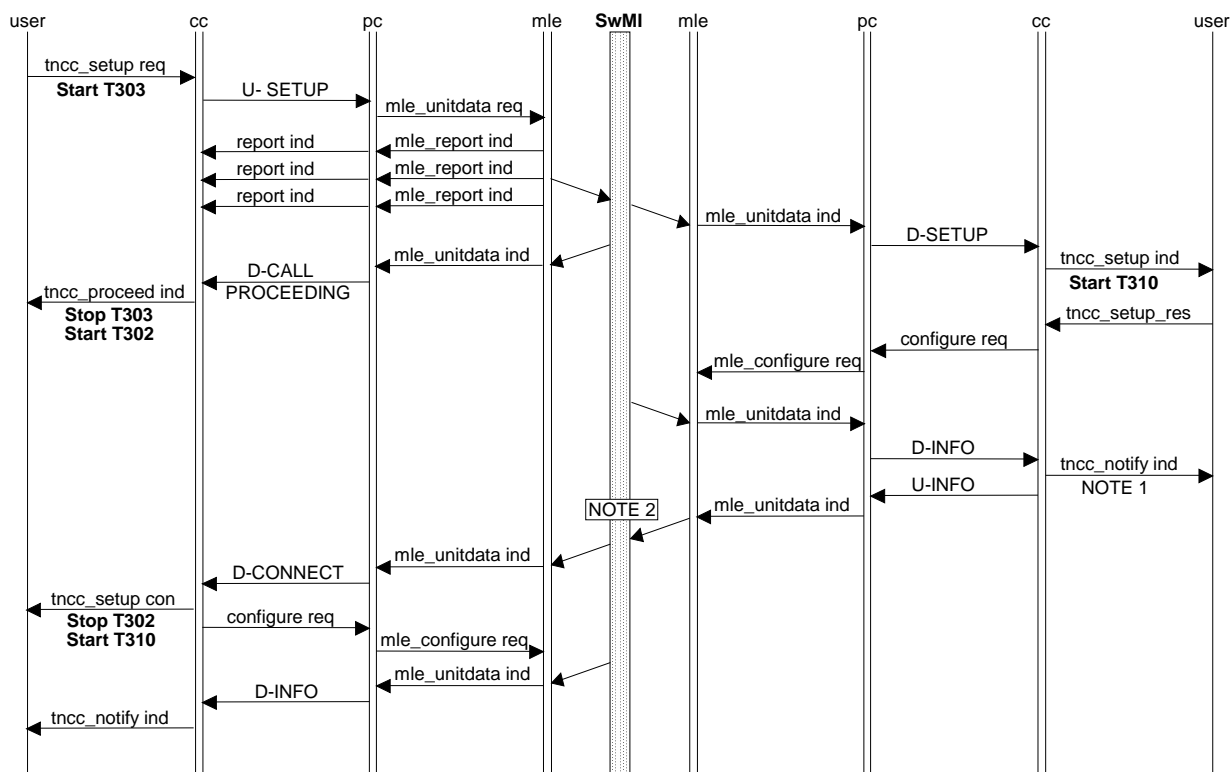 user cc pc mle SwMI mle pc cc user
tncc_setup req
Start T303
U- SETUP
mle_unitdata req
report ind
mle_report ind
report ind
mle_report ind
report ind
mle_report ind
mle_unitdata ind
D-SETUP
mle_unitdata ind
tncc_setup ind
D-CALL
PROCEEDING
Start T310
tncc_proceed ind
Stop T303
Start T302
tncc_setup_res
configure req
mle_configure req
mle_unitdata ind
D-INFO
tncc_notify ind
NOTE 1
U-INFO
NOTE 2
mle_unitdata ind
mle_unitdata ind
D-CONNECT
tncc_setup con
Stop T302
Start T310
configure req
mle_configure req
mle_unitdata ind
D-INFO
tncc_notify ind